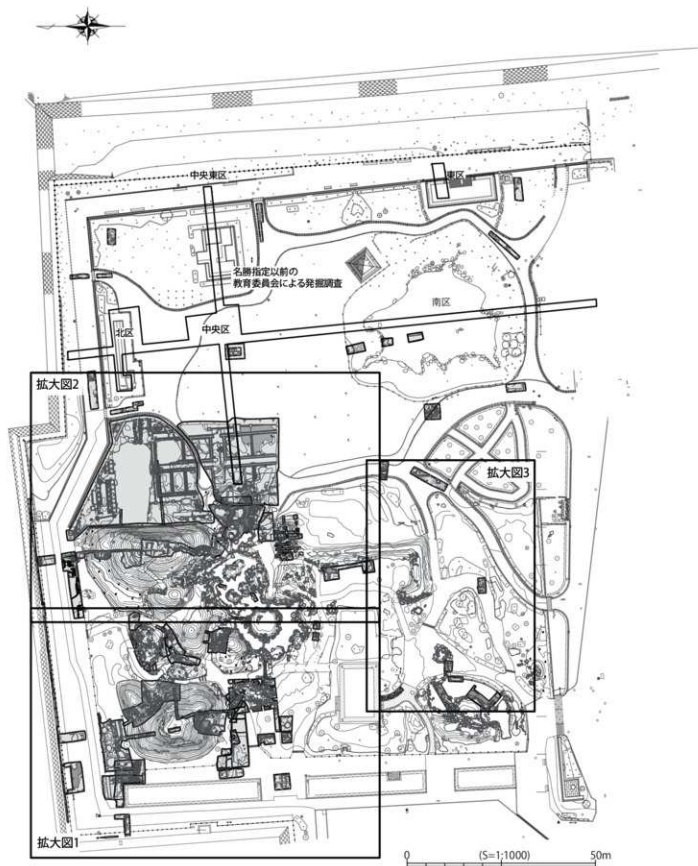 中央東区
東区
名勝指定以前の
教育委員会による発掘調査
南区
北区
中央区
拡大図2
拡大図3
拡大図1
0 (S=1:1000) 50m